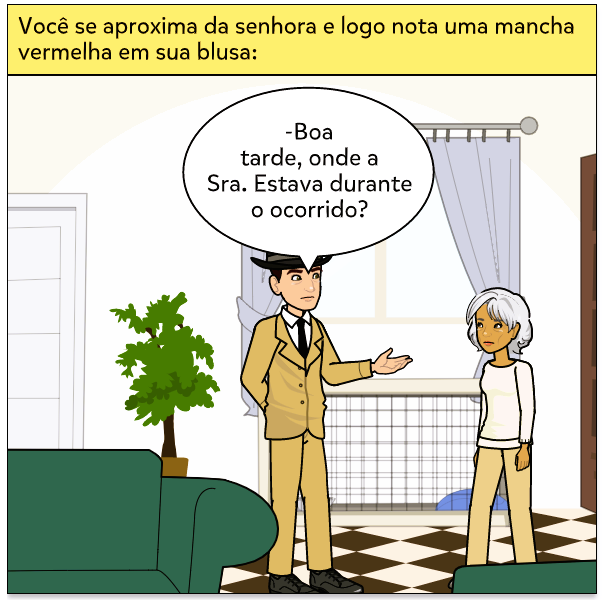 Você se aproxima da senhora e logo nota uma mancha
vermelha em sua blusa:
-Boa
tarde, onde a
Sra. Estava durante
o ocorrido?